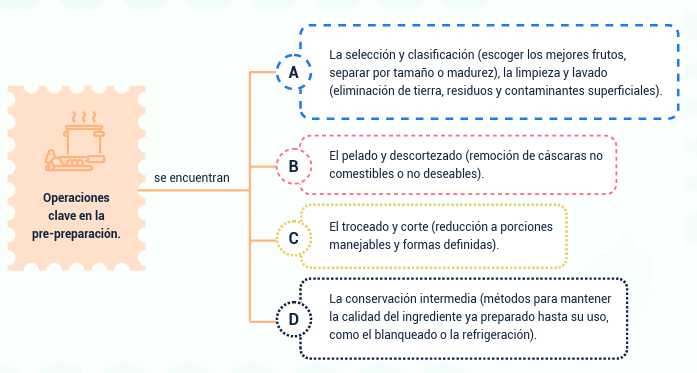 Operaciones
clave en la
pre-preparación.
se encuentran
A
La selección y clasificación (escoger los mejores frutos,
separar por tamaño o madurez), la limpieza y lavado
(eliminación de tierra, residuos y contaminantes superficiales).
B
El pelado y descortezado (remoción de cáscaras no
comestibles o no deseables).
C
El troceado y corte (reducción a porciones
manejables y formas definidas).
D
La conservación intermedia (métodos para mantener
la calidad del ingrediente ya preparado hasta su uso,
como el blanqueado o la refrigeración).